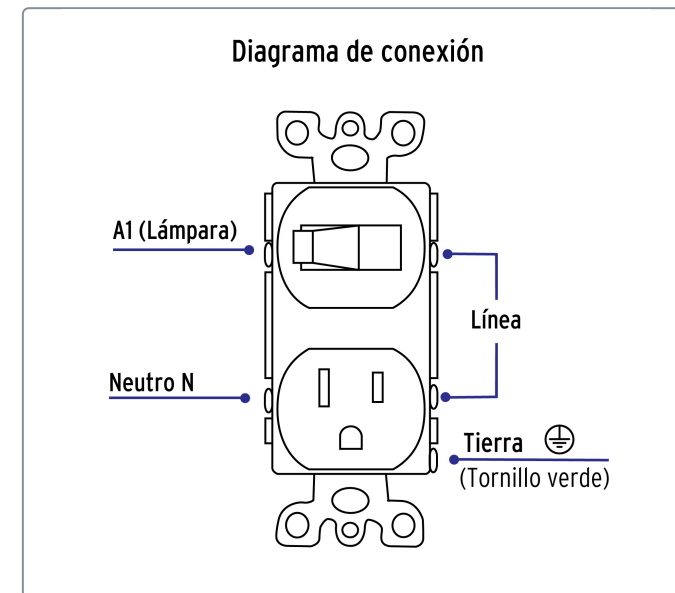 Diagrama de conexión
A1 (Lámpara)
Línea
Neutro N
Tierra
(Tornillo verde)